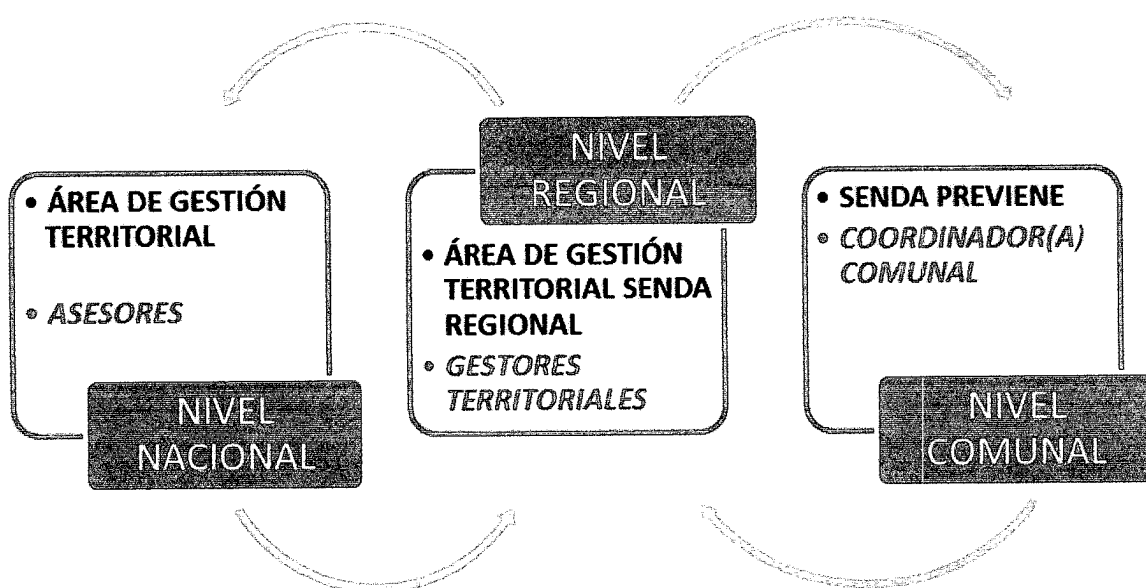 • ÁREA DE GESTIÓN
TERRITORIAL
• ASESORES
NIVEL
NACIONAL
NIVEL
REGIONAL
• ÁREA DE GESTIÓN
TERRITORIAL SENDA
REGIONAL
• GESTORES
TERRITORIALES
• SENDA PREVIENE
• COORDINADOR(A)
COMUNAL
NIVEL
COMUNAL